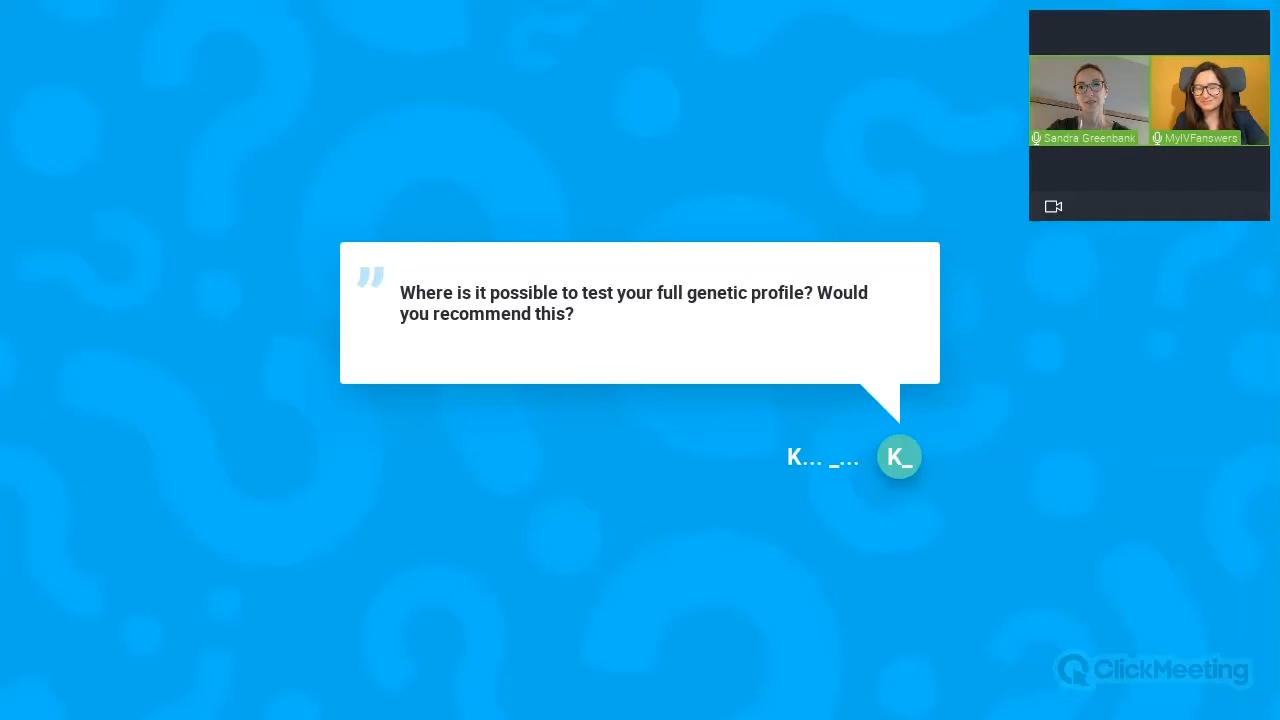 Sandra Greenbank
MyIVFanswers
Where is it possible to test your full genetic profile? Would
you recommend this?
K... _...
K_
ClickMeeting